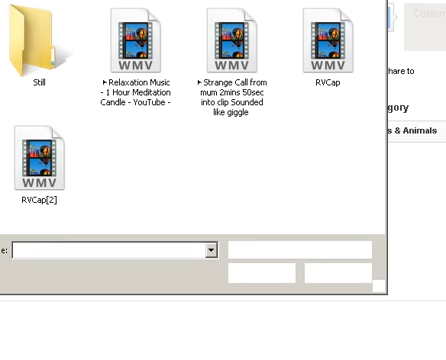 Custom
Still
WMV
▶ Relaxation Music
- 1 Hour Meditation
Candle - YouTube -
WMV
▶ Strange Call from
mum 2mins 50sec
into clip Sounded
like giggle
WMV
RVCap
WMV
RVCap[2]
hare to
gory
s & Animals
e: